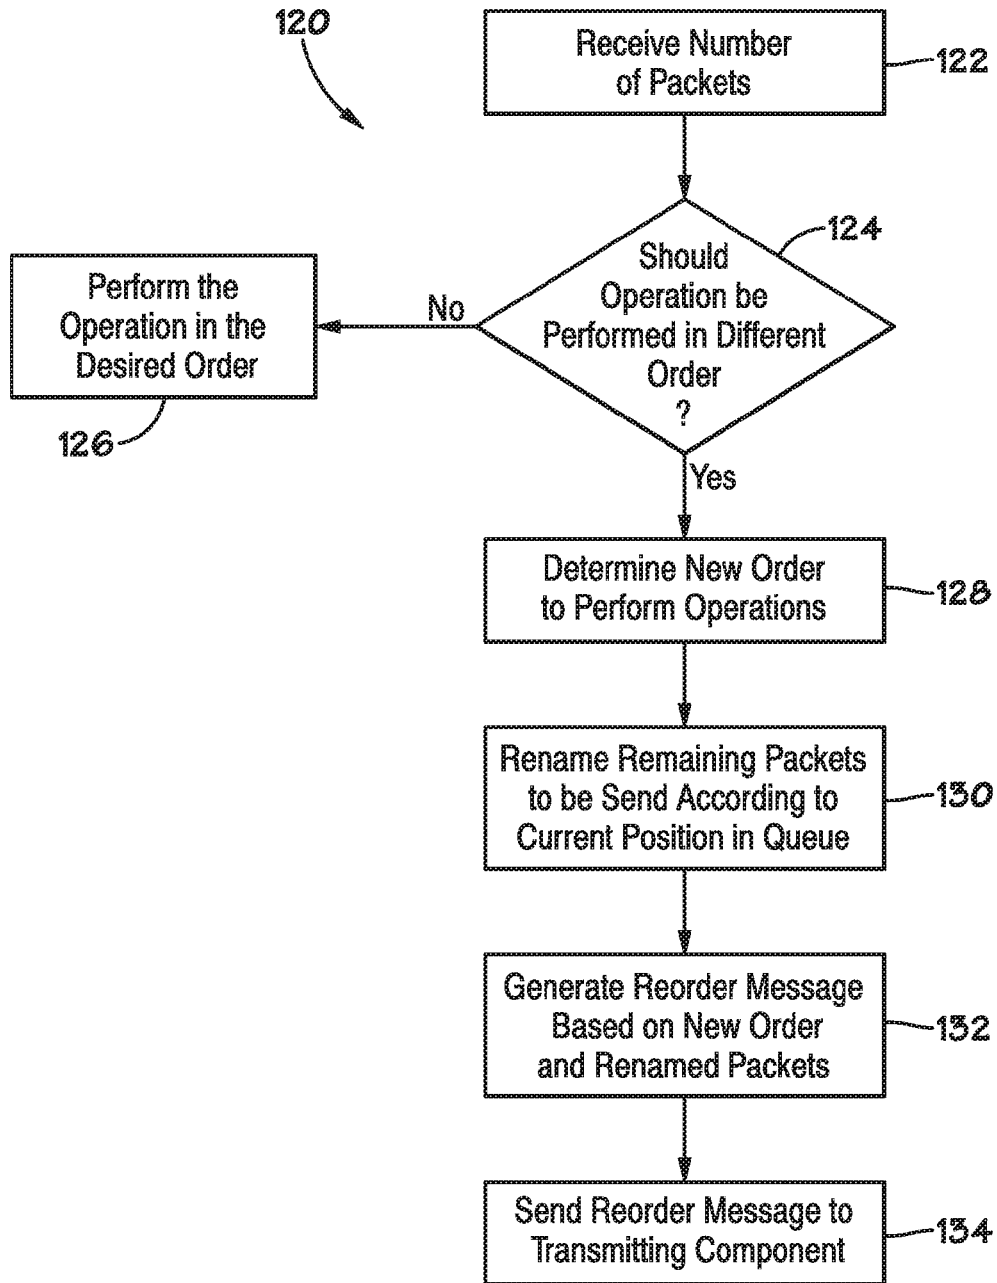 120
Receive Number
of Packets
122
Should
Operation be
Performed in Different
Order
?
124
No
Perform the
Operation in the
Desired Order
126
Yes
Determine New Order
to Perform Operations
128
Rename Remaining Packets
to be Send According to
Current Position in Queue
130
Generate Reorder Message
Based on New Order
and Renamed Packets
132
Send Reorder Message to
Transmitting Component
134